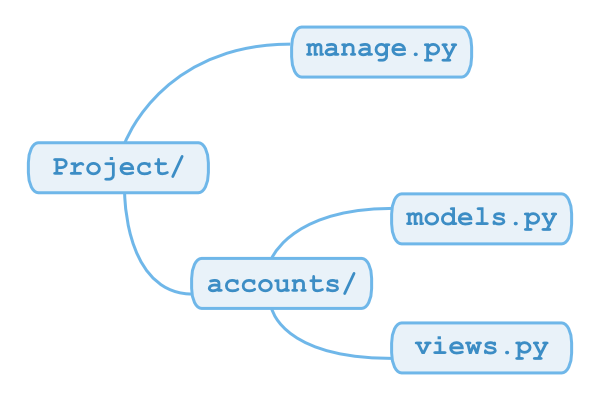 manage.py
Project/
models.py
accounts/
views.py